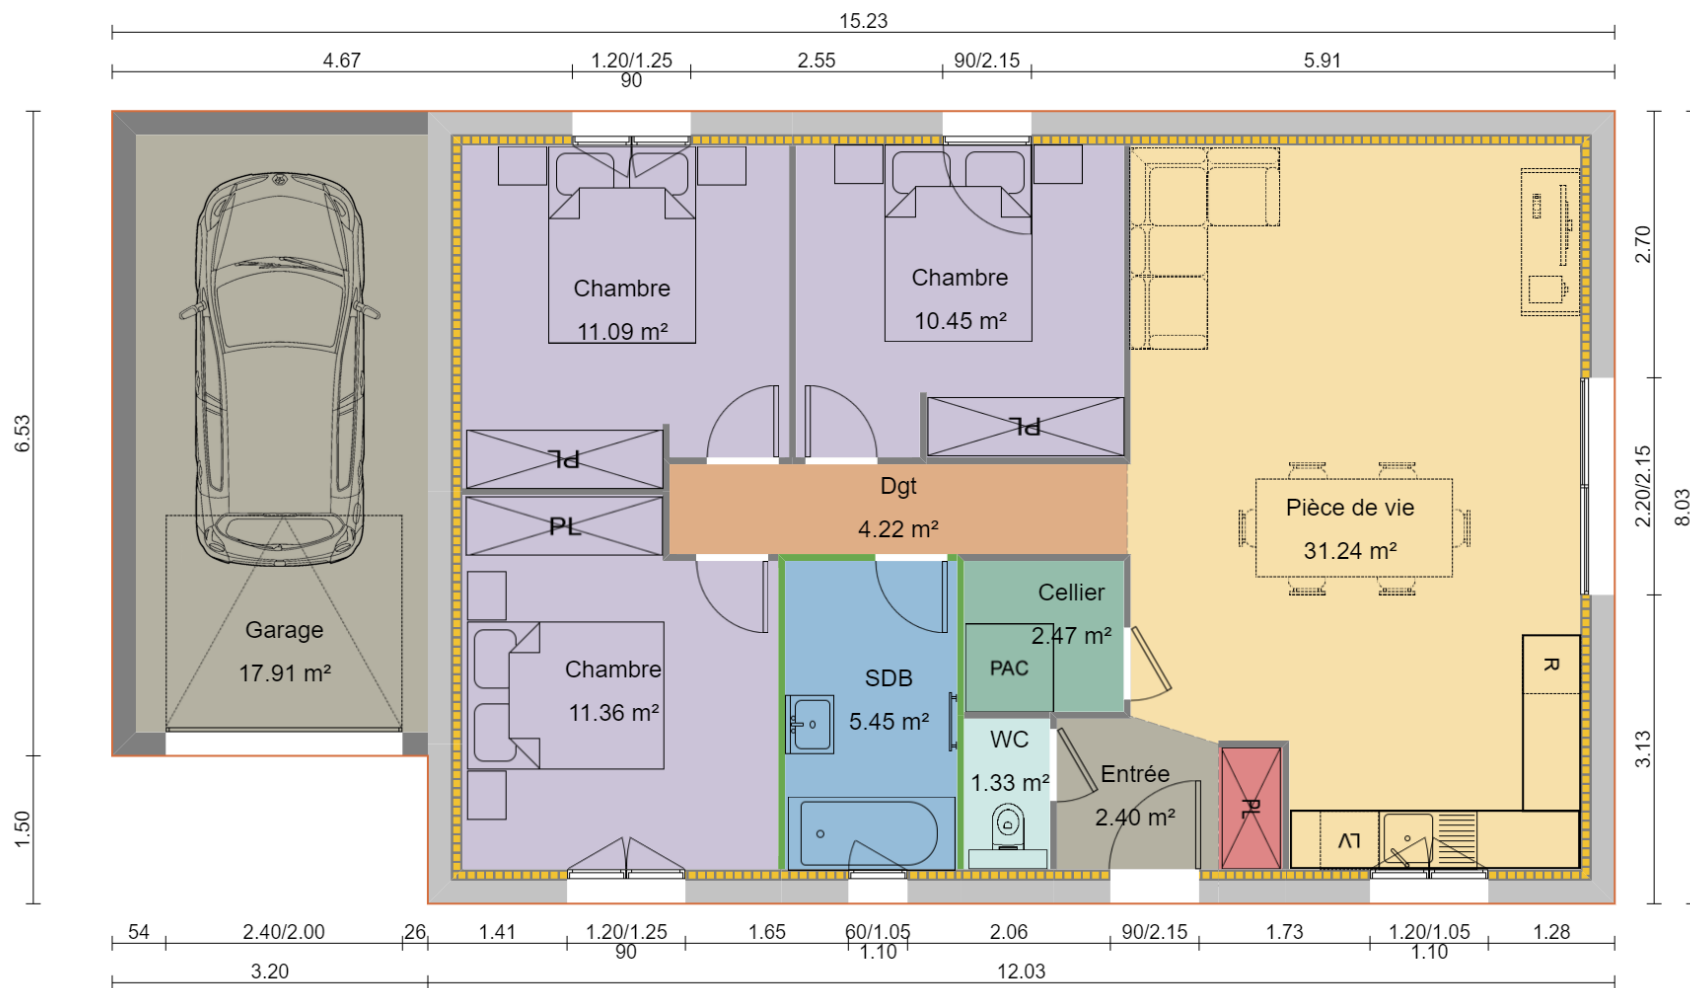 15.23
4.67
1.20/1.25
90
2.55
90/2.15
5.91
6.53
1.50
2.70
2.20/2.15
3.13
8.03
Chambre
11.09 m²
Chambre
10.45 m²
PL
PL
PL
Dgt
4.22 m²
Pièce de vie
31.24 m²
Garage
17.91 m²
Chambre
11.36 m²
SDB
5.45 m²
Cellier
2.47 m²
PAC
WC
1.33 m²
Entrée
2.40 m²
PL
R
LV
54
2.40/2.00
26
1.41
1.20/1.25
90
1.65
60/1.05
1.10
2.06
90/2.15
1.73
1.20/1.05
1.10
1.28
3.20
12.03